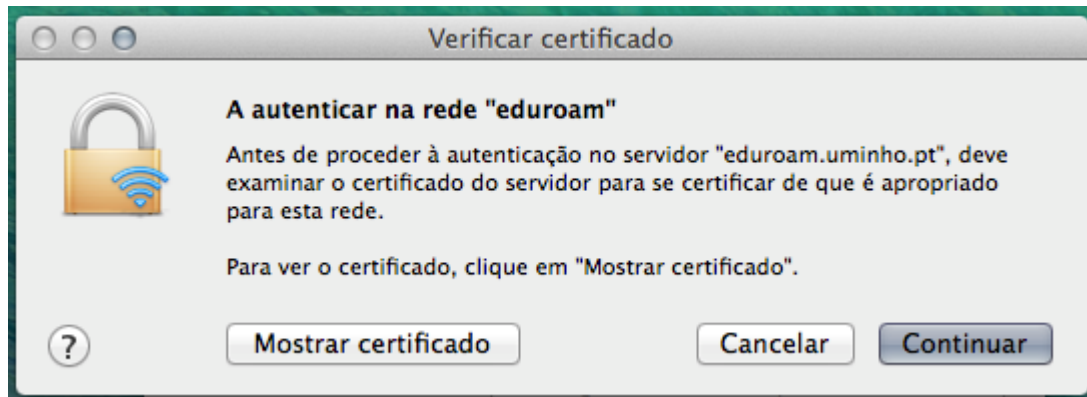 Verificar certificado
A autenticar na rede "eduroam"
Antes de proceder à autenticação no servidor "eduroam.uminho.pt", deve
examinar o certificado do servidor para se certificar de que é apropriado
para esta rede.
Para ver o certificado, clique em "Mostrar certificado".
? Mostrar certificado Cancelar Continuar